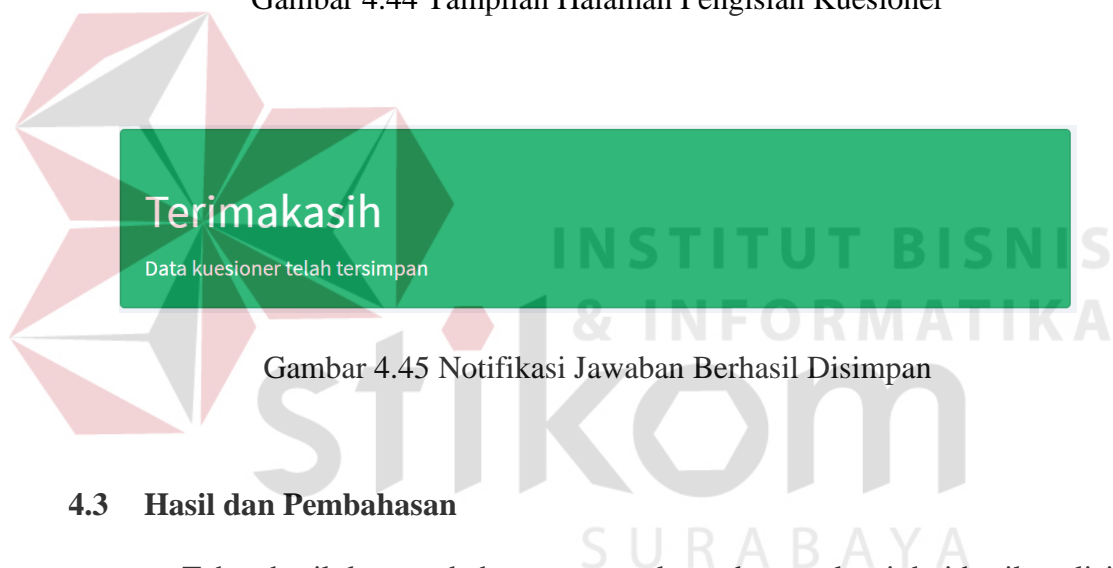 Gambar 4.44 Tampilan Halaman Pengisian Kuesioner
Terimakasih
Data kuesioner telah tersimpan
INSTITUT BISNIS
& INFORMATIKA
stikom
SURABAYA
Gambar 4.45 Notifikasi Jawaban Berhasil Disimpan
4.3 Hasil dan Pembahasan